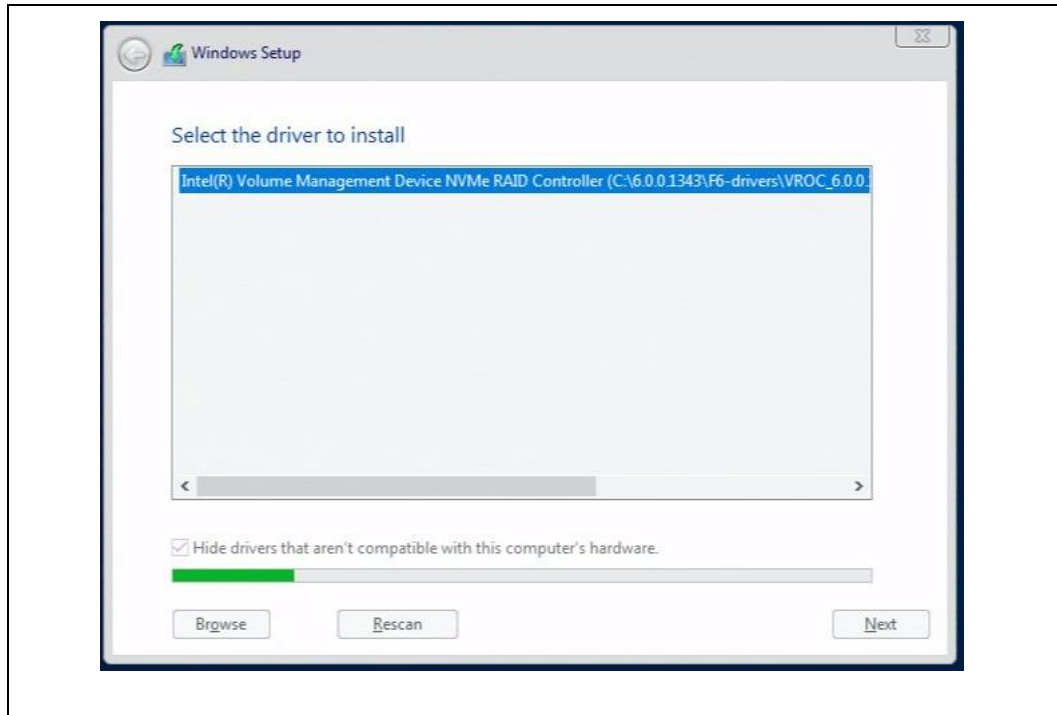 Windows Setup
Select the driver to install
Intel(R) Volume Management Device NVMe RAID Controller (C:\6.0.0.1343\F6-drivers\VROC_6.0.0.
Hide drivers that aren't compatible with this computer's hardware.
Browse Rescan Next